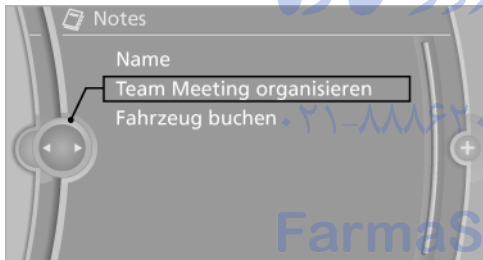 Notes
Name
Team Meeting organisieren
Fahrzeug buchen
FarmaS